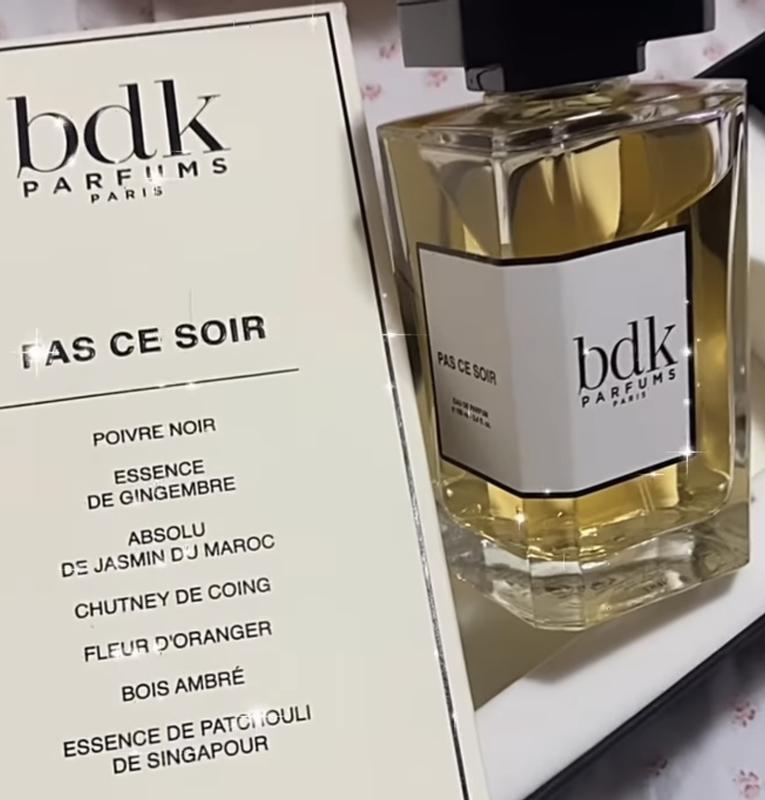 bdk
PARFUMS
PARIS
PAS CE SOIR
POIVRE NOIR
ESSENCE
DE GINGEMBRE
ABSOLU
DE JASMIN DU MAROC
CHUTNEY DE COING
FLEUR D'ORANGER
BOIS AMBRÉ
ESSENCE DE PATCHOULI
DE SINGAPOUR
PAS CE SOIR
EAU DE PARFUM
bdk
PARFUMS
PARIS